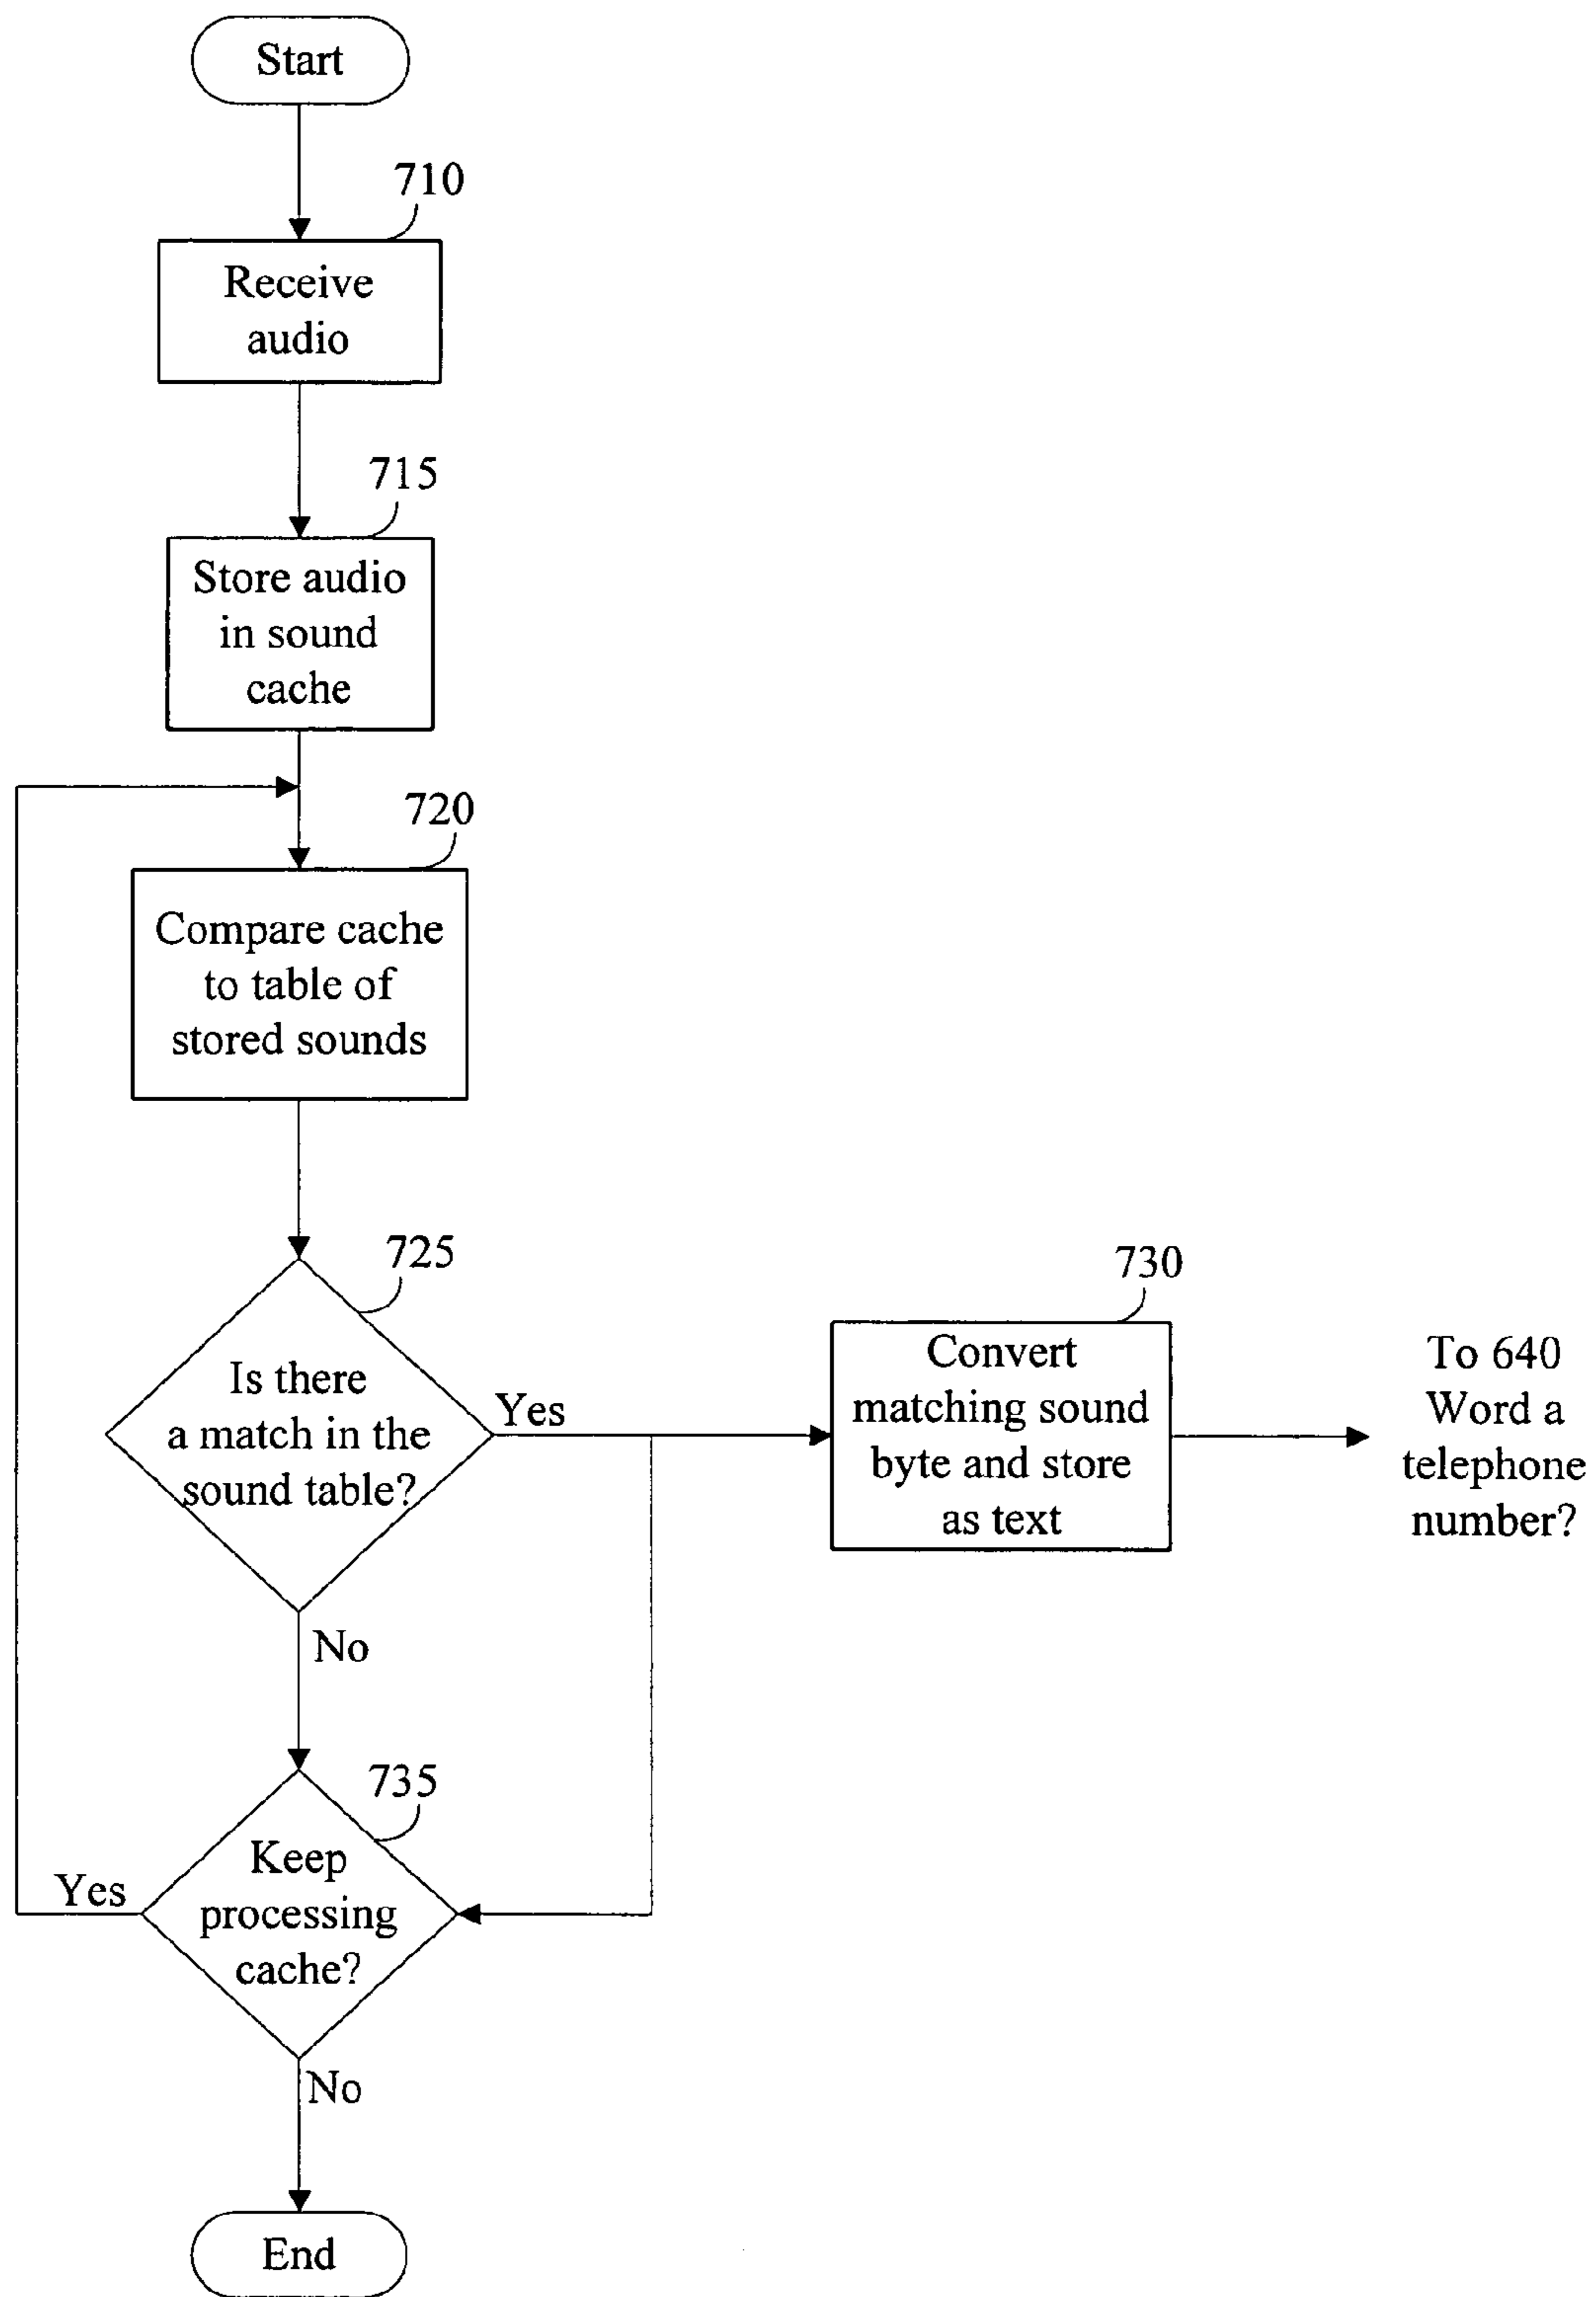 Start
710
Receive
audio
715
Store audio
in sound
cache
720
Compare cache
to table of
stored sounds
725
Is there
a match in the
sound table?
Yes
730
Convert
matching sound
byte and store
as text
To 640
Word a
telephone
number?
No
735
Keep
processing
cache?
Yes
No
End